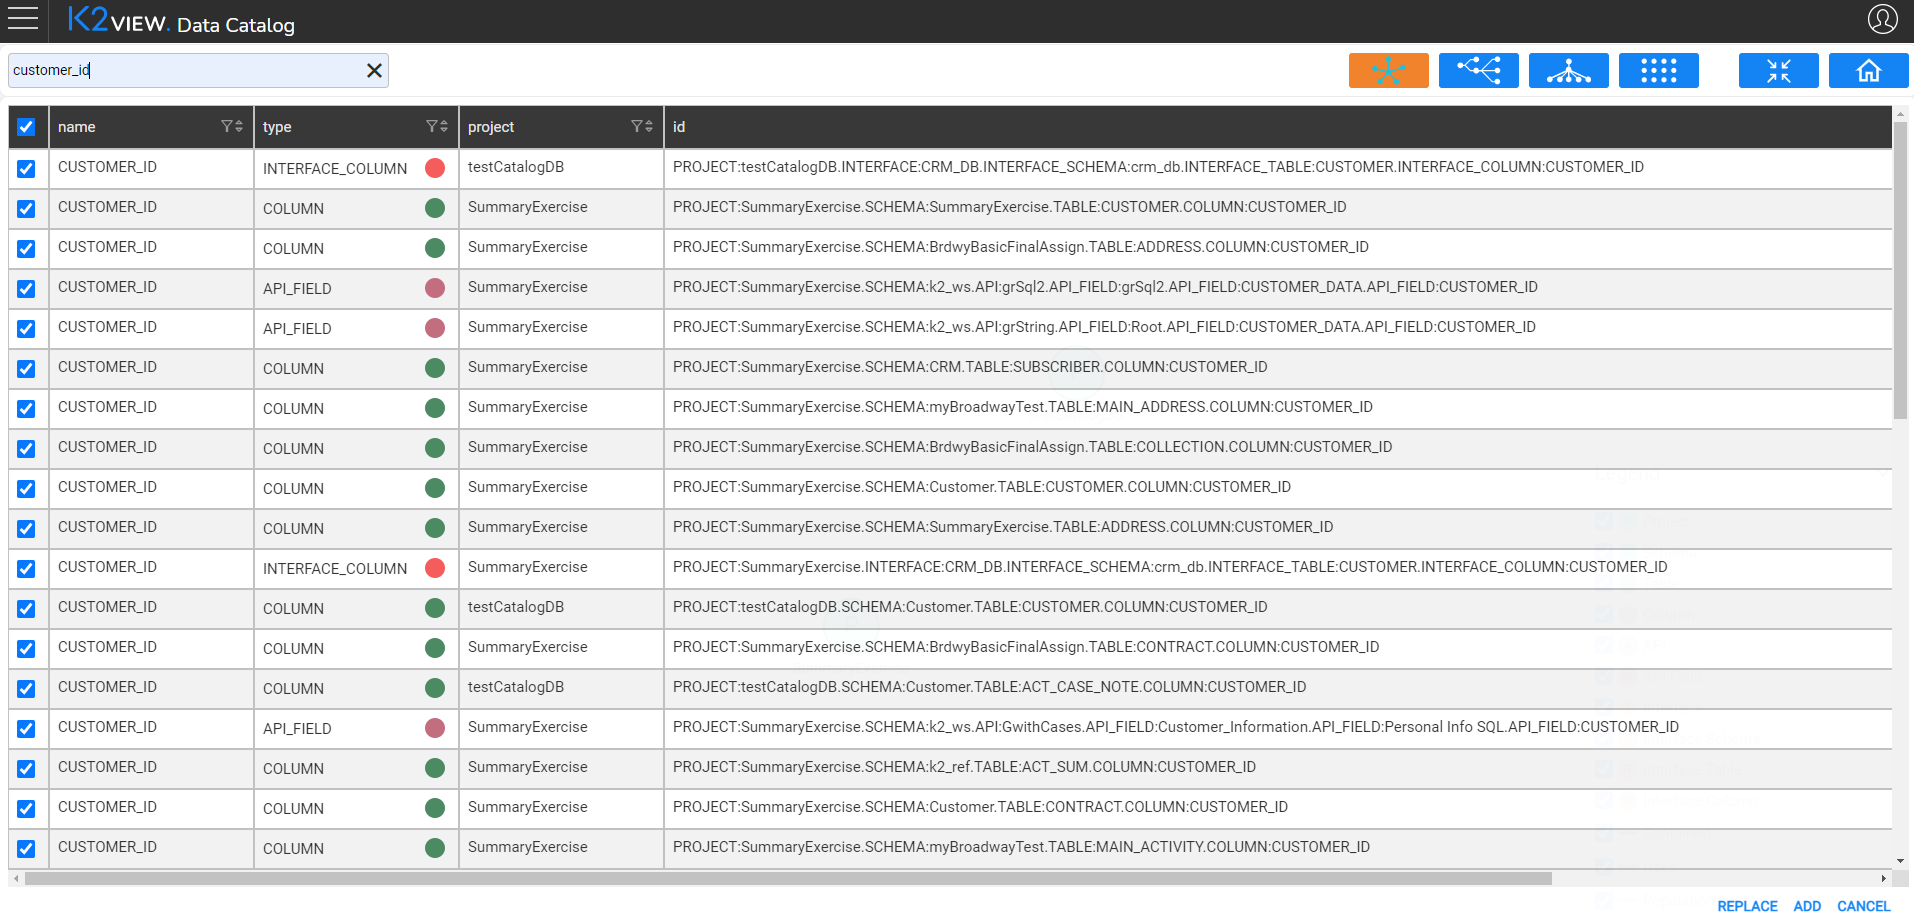 K2VIEW. Data Catalog
customer_id
name type project id
CUSTOMER_ID INTERFACE_COLUMN testCatalogDB PROJECT:testCatalogDB.INTERFACE:CRM_DB.INTERFACE_SCHEMA:crm_db.INTERFACE_TABLE:CUSTOMER.INTERFACE_COLUMN:CUSTOMER_ID
CUSTOMER_ID COLUMN SummaryExercise PROJECT:SummaryExercise.SCHEMA:SummaryExercise.TABLE:CUSTOMER.COLUMN:CUSTOMER_ID
CUSTOMER_ID COLUMN SummaryExercise PROJECT:SummaryExercise.SCHEMA:BrdwyBasicFinalAssign.TABLE:ADDRESS.COLUMN:CUSTOMER_ID
CUSTOMER_ID API_FIELD SummaryExercise PROJECT:SummaryExercise.SCHEMA:k2_ws.API:grSql2.API_FIELD:grSql2.API_FIELD:CUSTOMER_DATA.API_FIELD:CUSTOMER_ID
CUSTOMER_ID API_FIELD SummaryExercise PROJECT:SummaryExercise.SCHEMA:k2_ws.API:grString.API_FIELD:Root.API_FIELD:CUSTOMER_DATA.API_FIELD:CUSTOMER_ID
CUSTOMER_ID COLUMN SummaryExercise PROJECT:SummaryExercise.SCHEMA:CRM.TABLE:SUBSCRIBER.COLUMN:CUSTOMER_ID
CUSTOMER_ID COLUMN SummaryExercise PROJECT:SummaryExercise.SCHEMA:myBroadwayTest.TABLE:MAIN_ADDRESS.COLUMN:CUSTOMER_ID
CUSTOMER_ID COLUMN SummaryExercise PROJECT:SummaryExercise.SCHEMA:BrdwyBasicFinalAssign.TABLE:COLLECTION.COLUMN:CUSTOMER_ID
CUSTOMER_ID COLUMN SummaryExercise PROJECT:SummaryExercise.SCHEMA:Customer.TABLE:CUSTOMER.COLUMN:CUSTOMER_ID
CUSTOMER_ID COLUMN SummaryExercise PROJECT:SummaryExercise.SCHEMA:SummaryExercise.TABLE:ADDRESS.COLUMN:CUSTOMER_ID
CUSTOMER_ID INTERFACE_COLUMN SummaryExercise PROJECT:SummaryExercise.INTERFACE:CRM_DB.INTERFACE_SCHEMA:crm_db.INTERFACE_TABLE:CUSTOMER.INTERFACE_COLUMN:CUSTOMER_ID
CUSTOMER_ID COLUMN testCatalogDB PROJECT:testCatalogDB.SCHEMA:Customer.TABLE:CUSTOMER.COLUMN:CUSTOMER_ID
CUSTOMER_ID COLUMN SummaryExercise PROJECT:SummaryExercise.SCHEMA:BrdwyBasicFinalAssign.TABLE:CONTRACT.COLUMN:CUSTOMER_ID
CUSTOMER_ID COLUMN testCatalogDB PROJECT:testCatalogDB.SCHEMA:Customer.TABLE:ACT_CASE_NOTE.COLUMN:CUSTOMER_ID
CUSTOMER_ID API_FIELD SummaryExercise PROJECT:SummaryExercise.SCHEMA:k2_ws.API:GwithCases.API_FIELD:Customer_Information.API_FIELD:Personal Info SQL.API_FIELD:CUSTOMER_ID
CUSTOMER_ID COLUMN SummaryExercise PROJECT:SummaryExercise.SCHEMA:k2_ref.TABLE:ACT_SUM.COLUMN:CUSTOMER_ID
CUSTOMER_ID COLUMN SummaryExercise PROJECT:SummaryExercise.SCHEMA:Customer.TABLE:CONTRACT.COLUMN:CUSTOMER_ID
CUSTOMER_ID COLUMN SummaryExercise PROJECT:SummaryExercise.SCHEMA:myBroadwayTest.TABLE:MAIN_ACTIVITY.COLUMN:CUSTOMER_ID
REPLACE ADD CANCEL